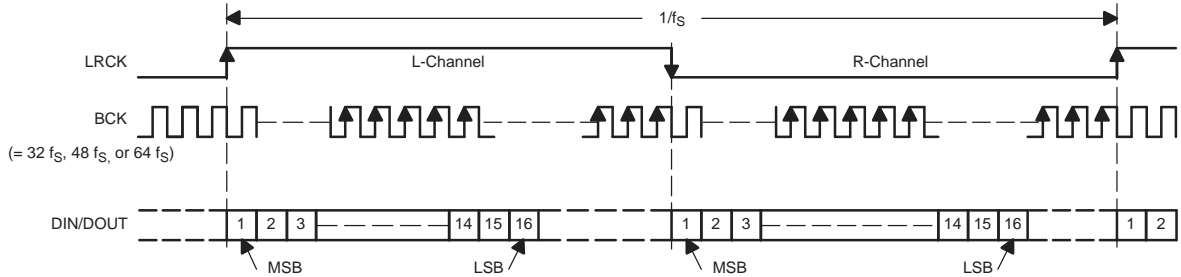 1/fS
LRCK
L-Channel
R-Channel
BCK
(= 32 fS, 48 fS, or 64 fS)
DIN/DOUT
1 2 3 14 15 16 1 2 3 14 15 16 1 2
MSB LSB MSB LSB